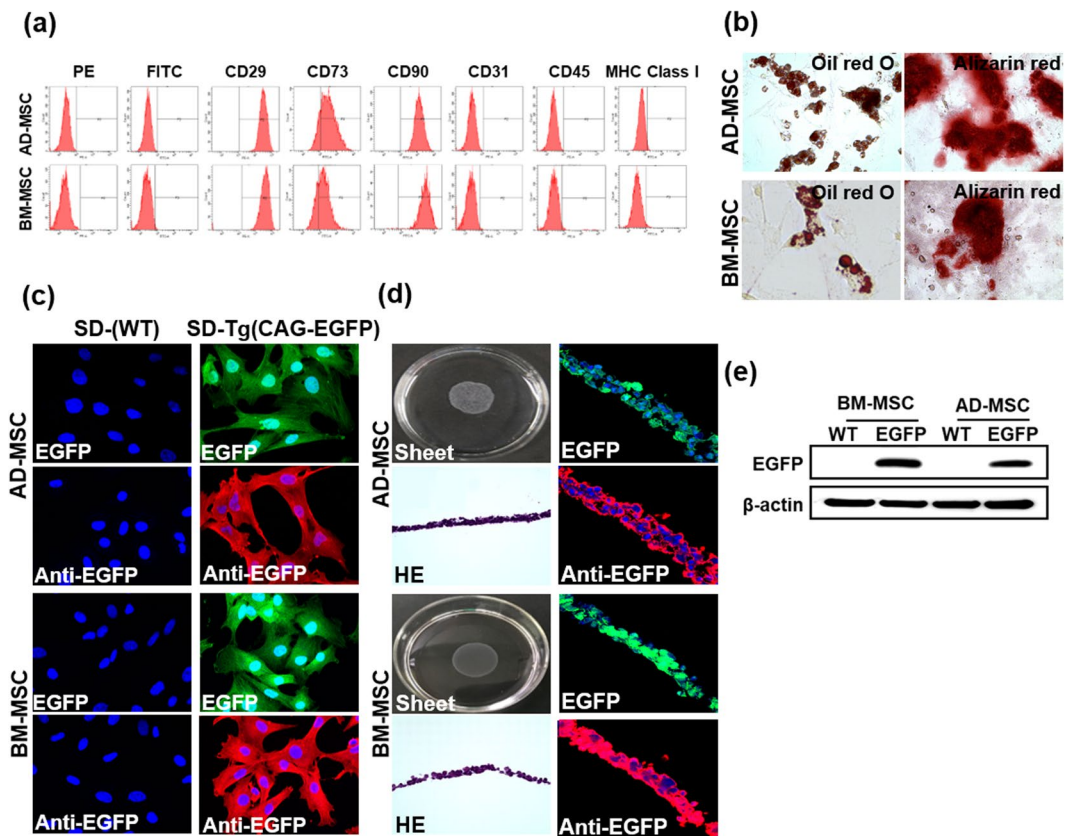 (a)
PE FITC CD29 CD73 CD90 CD31 CD45 MHC Class I
AD-MSC
BM-MSC
(b)
Oil red O Alizarin red
AD-MSC
Oil red O Alizarin red
BM-MSC
(c)
SD-(WT) SD-Tg(CAG-EGFP)
AD-MSC
EGFP EGFP
Anti-EGFP Anti-EGFP
BM-MSC
EGFP EGFP
Anti-EGFP Anti-EGFP
(d)
AD-MSC
Sheet EGFP
HE Anti-EGFP
BM-MSC
Sheet EGFP
HE Anti-EGFP
(e)
BM-MSC AD-MSC
WT EGFP WT EGFP
EGFP
β-actin